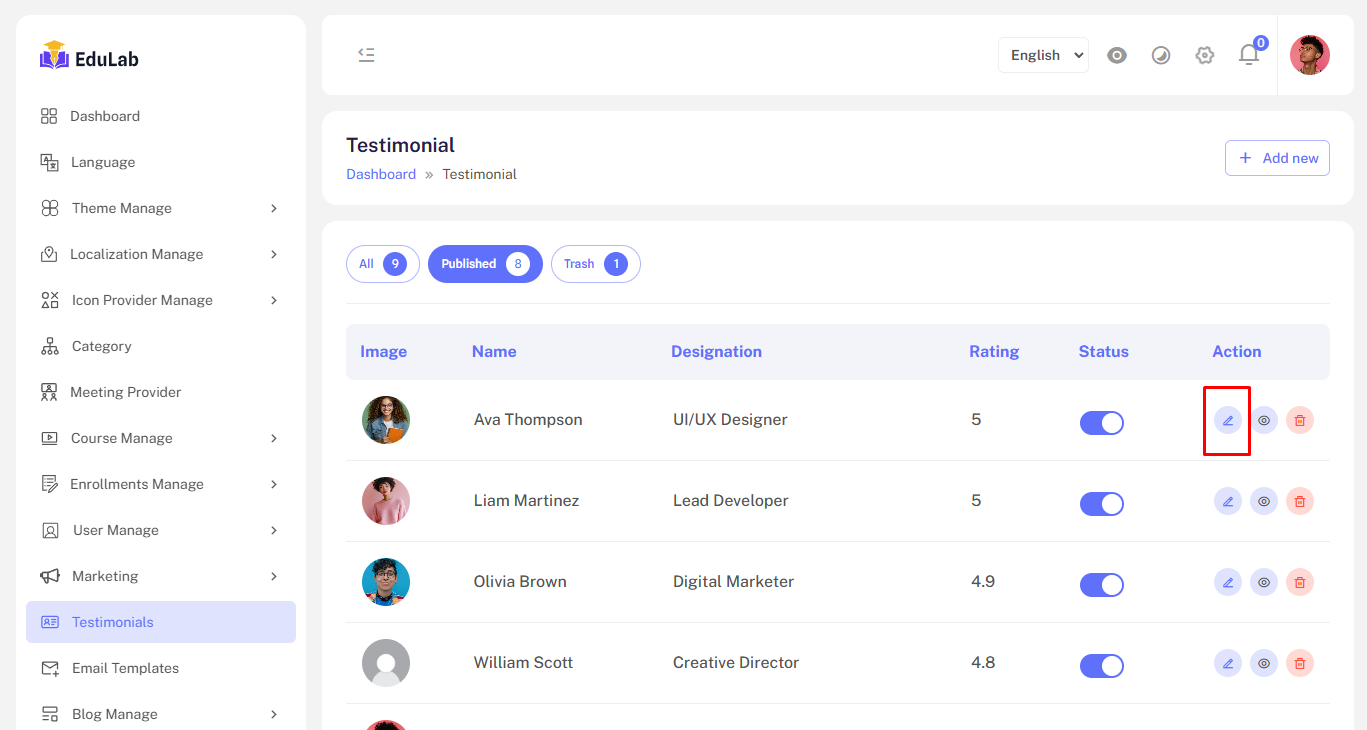 EduLab
Dashboard
Language
Theme Manage
Localization Manage
Icon Provider Manage
Category
Meeting Provider
Course Manage
Enrollments Manage
User Manage
Marketing
Testimonials
Email Templates
Blog Manage
English
0
Testimonial
Dashboard » Testimonial
+ Add new
All 9 Published 8 Trash 1
Image Name Designation Rating Status Action
Ava Thompson UI/UX Designer 5
Liam Martinez Lead Developer 5
Olivia Brown Digital Marketer 4.9
William Scott Creative Director 4.8